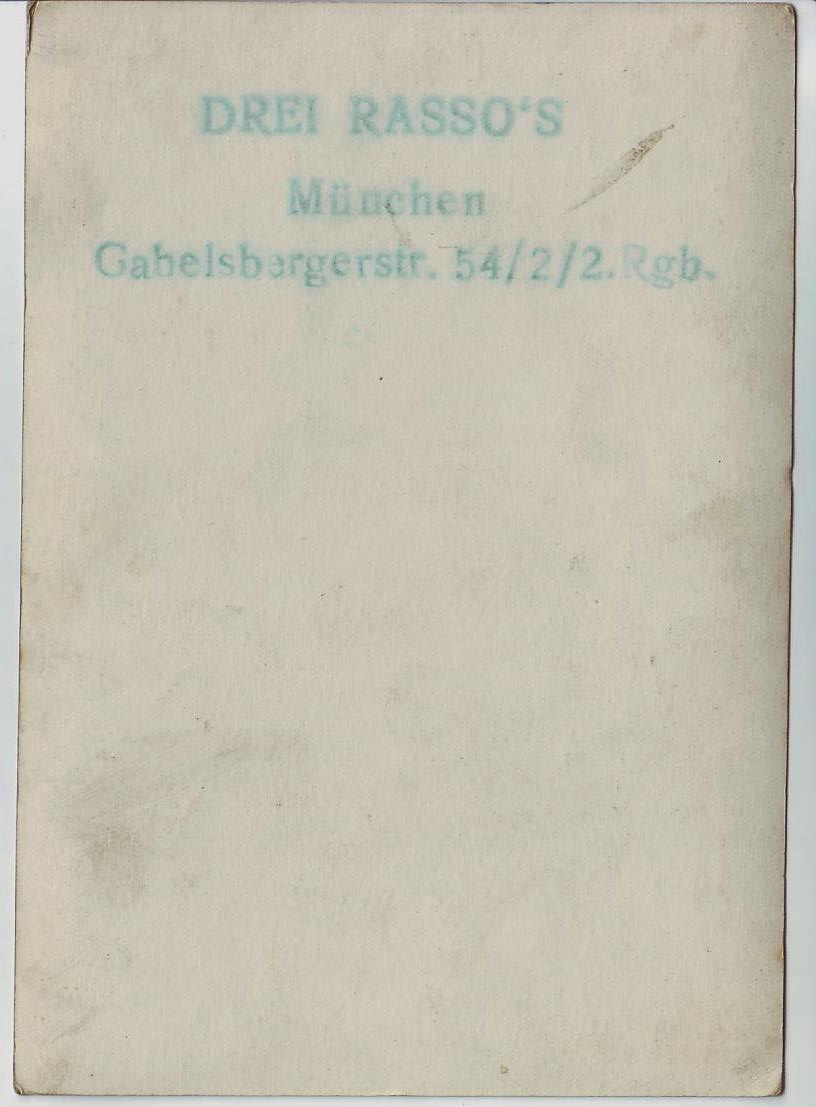 DREI RASSO'S
München
Gabelsbergerstr. 54/2/2.Rgb.